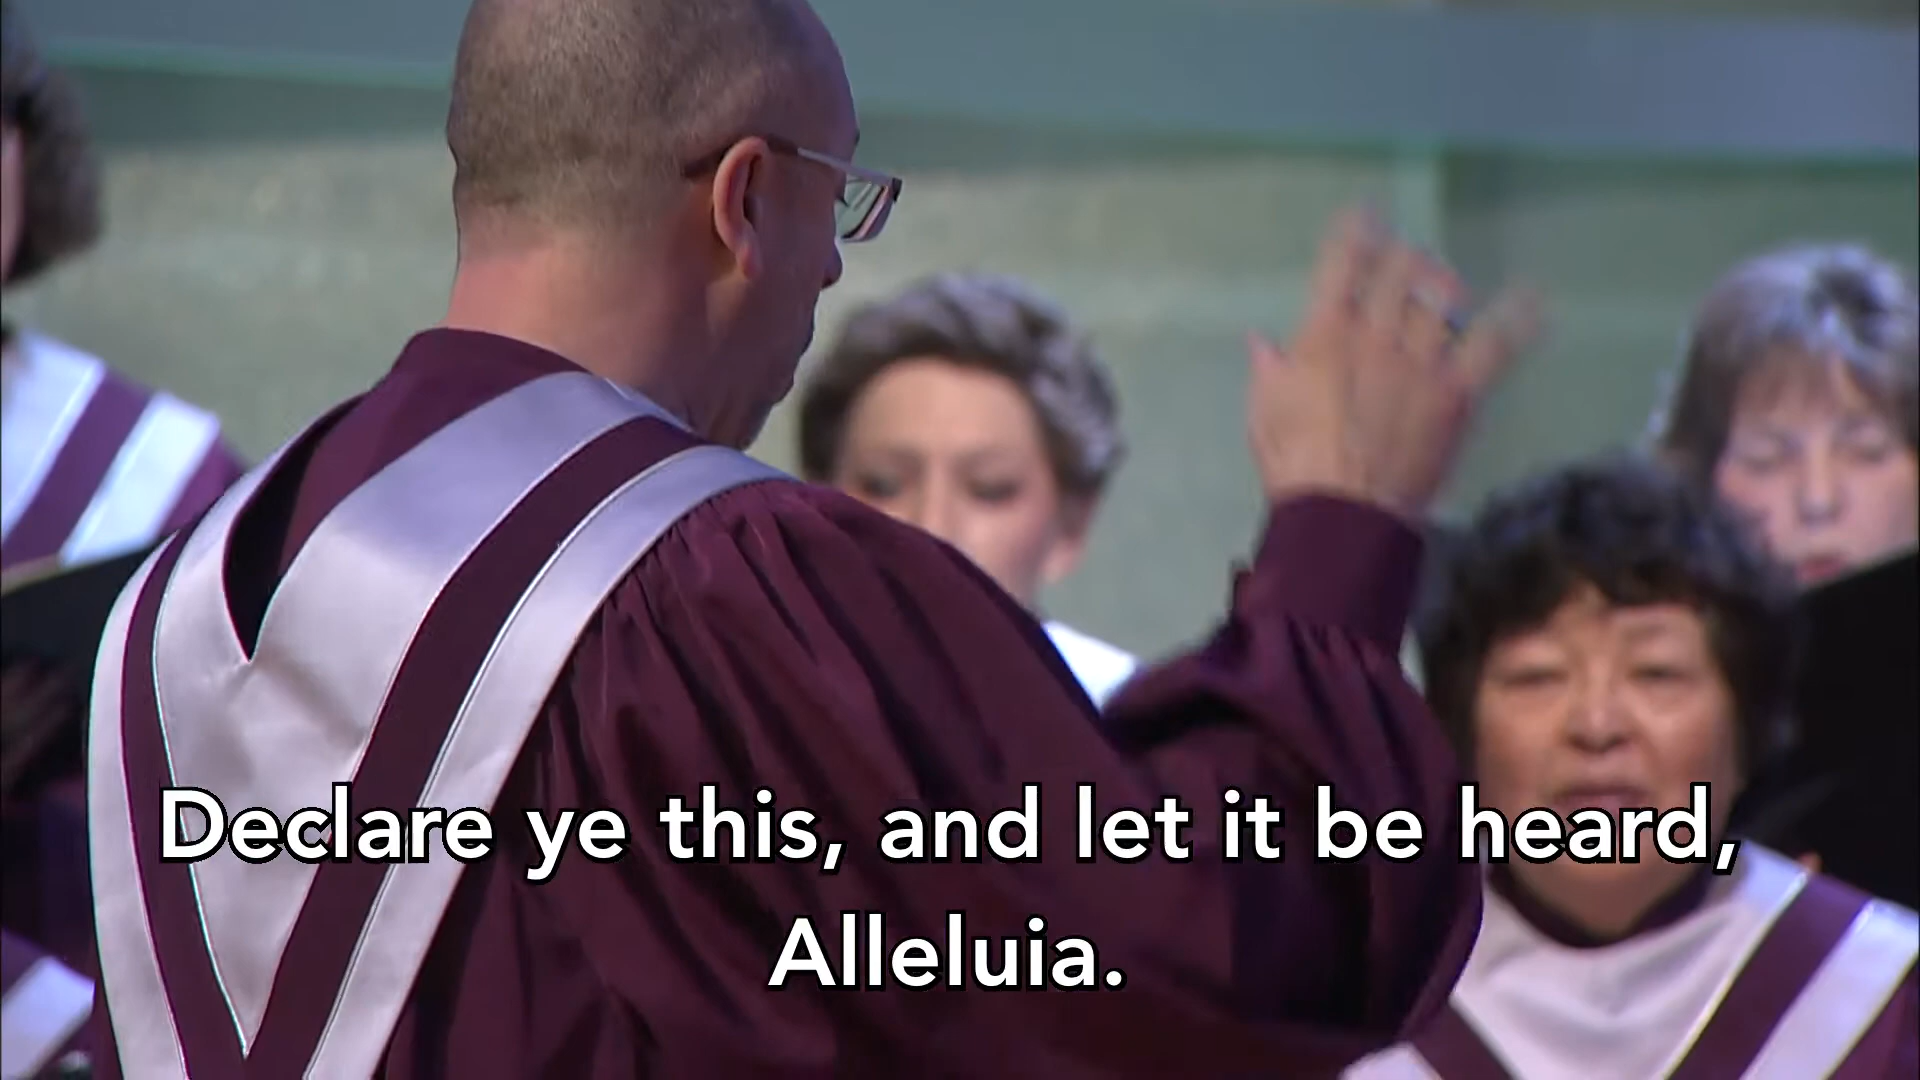 Declare ye this, and let it be heard,
Alleluia.